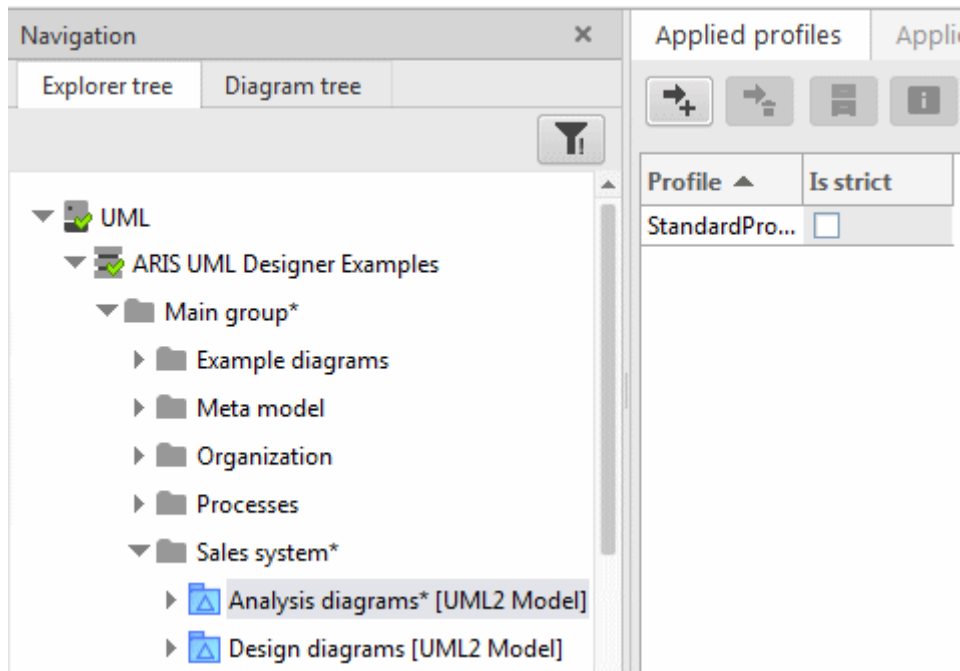 Navigation
Explorer tree
Diagram tree
UML
ARIS UML Designer Examples
Main group*
Example diagrams
Meta model
Organization
Processes
Sales system*
Analysis diagrams* [UML2 Model]
Design diagrams [UML2 Model]
Applied profiles
Applie
Profile
Is strict
StandardPro...